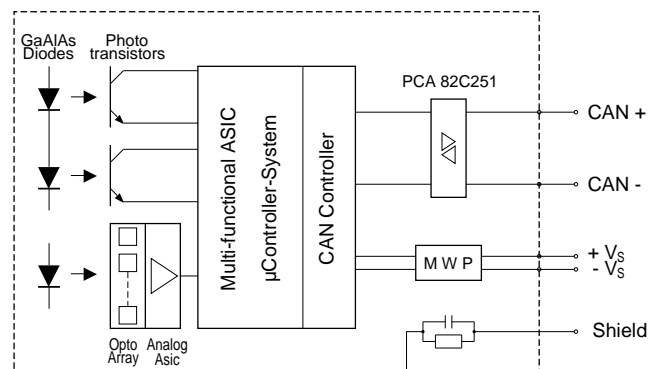 GaAlAs
Diodes
Photo
transistors
PCA 82C251
CAN +
CAN -
Multi-functional ASIC
µController-System
CAN Controller
M W P
+ VS
- VS
Shield
Opto
Array
Analog
Asic